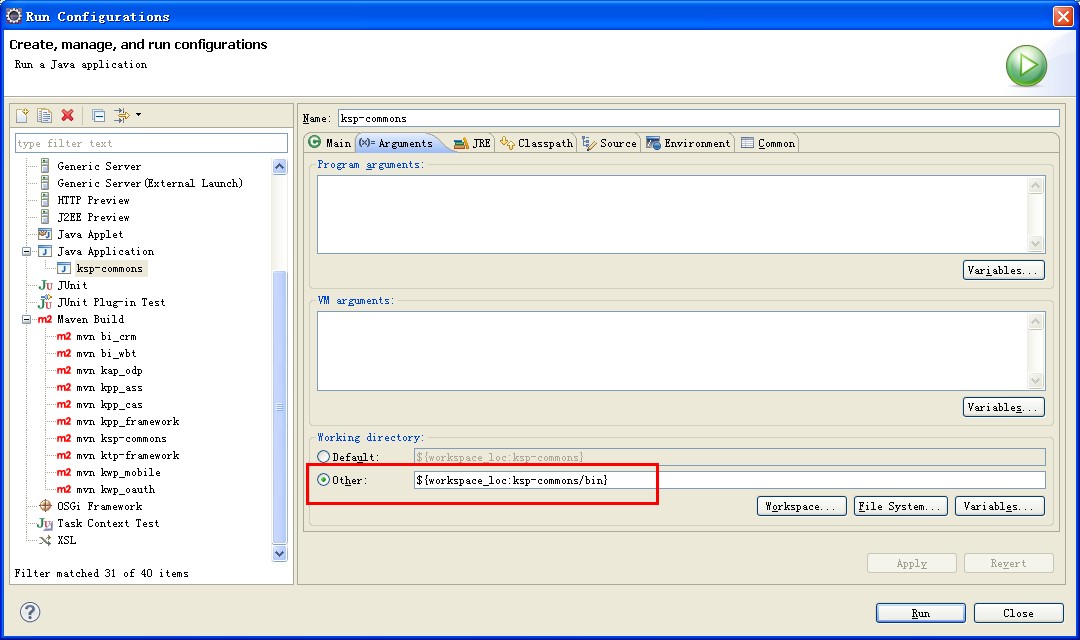 Run Configurations
Create, manage, and run configurations
Run a Java application
type filter text
Generic Server
Generic Server(External Launch)
HTTP Preview
J2EE Preview
Java Applet
Java Application
ksp-commons
JUnit
JUnit Plug-in Test
Maven Build
mvn bi_crm
mvn bi_wbt
mvn kap_odp
mvn kpp_ass
mvn kpp_cas
mvn kpp_framework
mvn ksp-commons
mvn ktp-framework
mvn kwp_mobile
mvn kwp_oauth
OSGi Framework
Task Context Test
XSL
Filter matched 31 of 40 items
Name: ksp-commons
Main (x)= Arguments JRE Classpath Source Environment Common
Program arguments:
Variables...
VM arguments:
Variables...
Working directory:
Default: ${workspace_loc:ksp-commons}
Other: ${workspace_loc:ksp-commons/bin}
Workspace... File System... Variables...
Apply Revert
Run Close